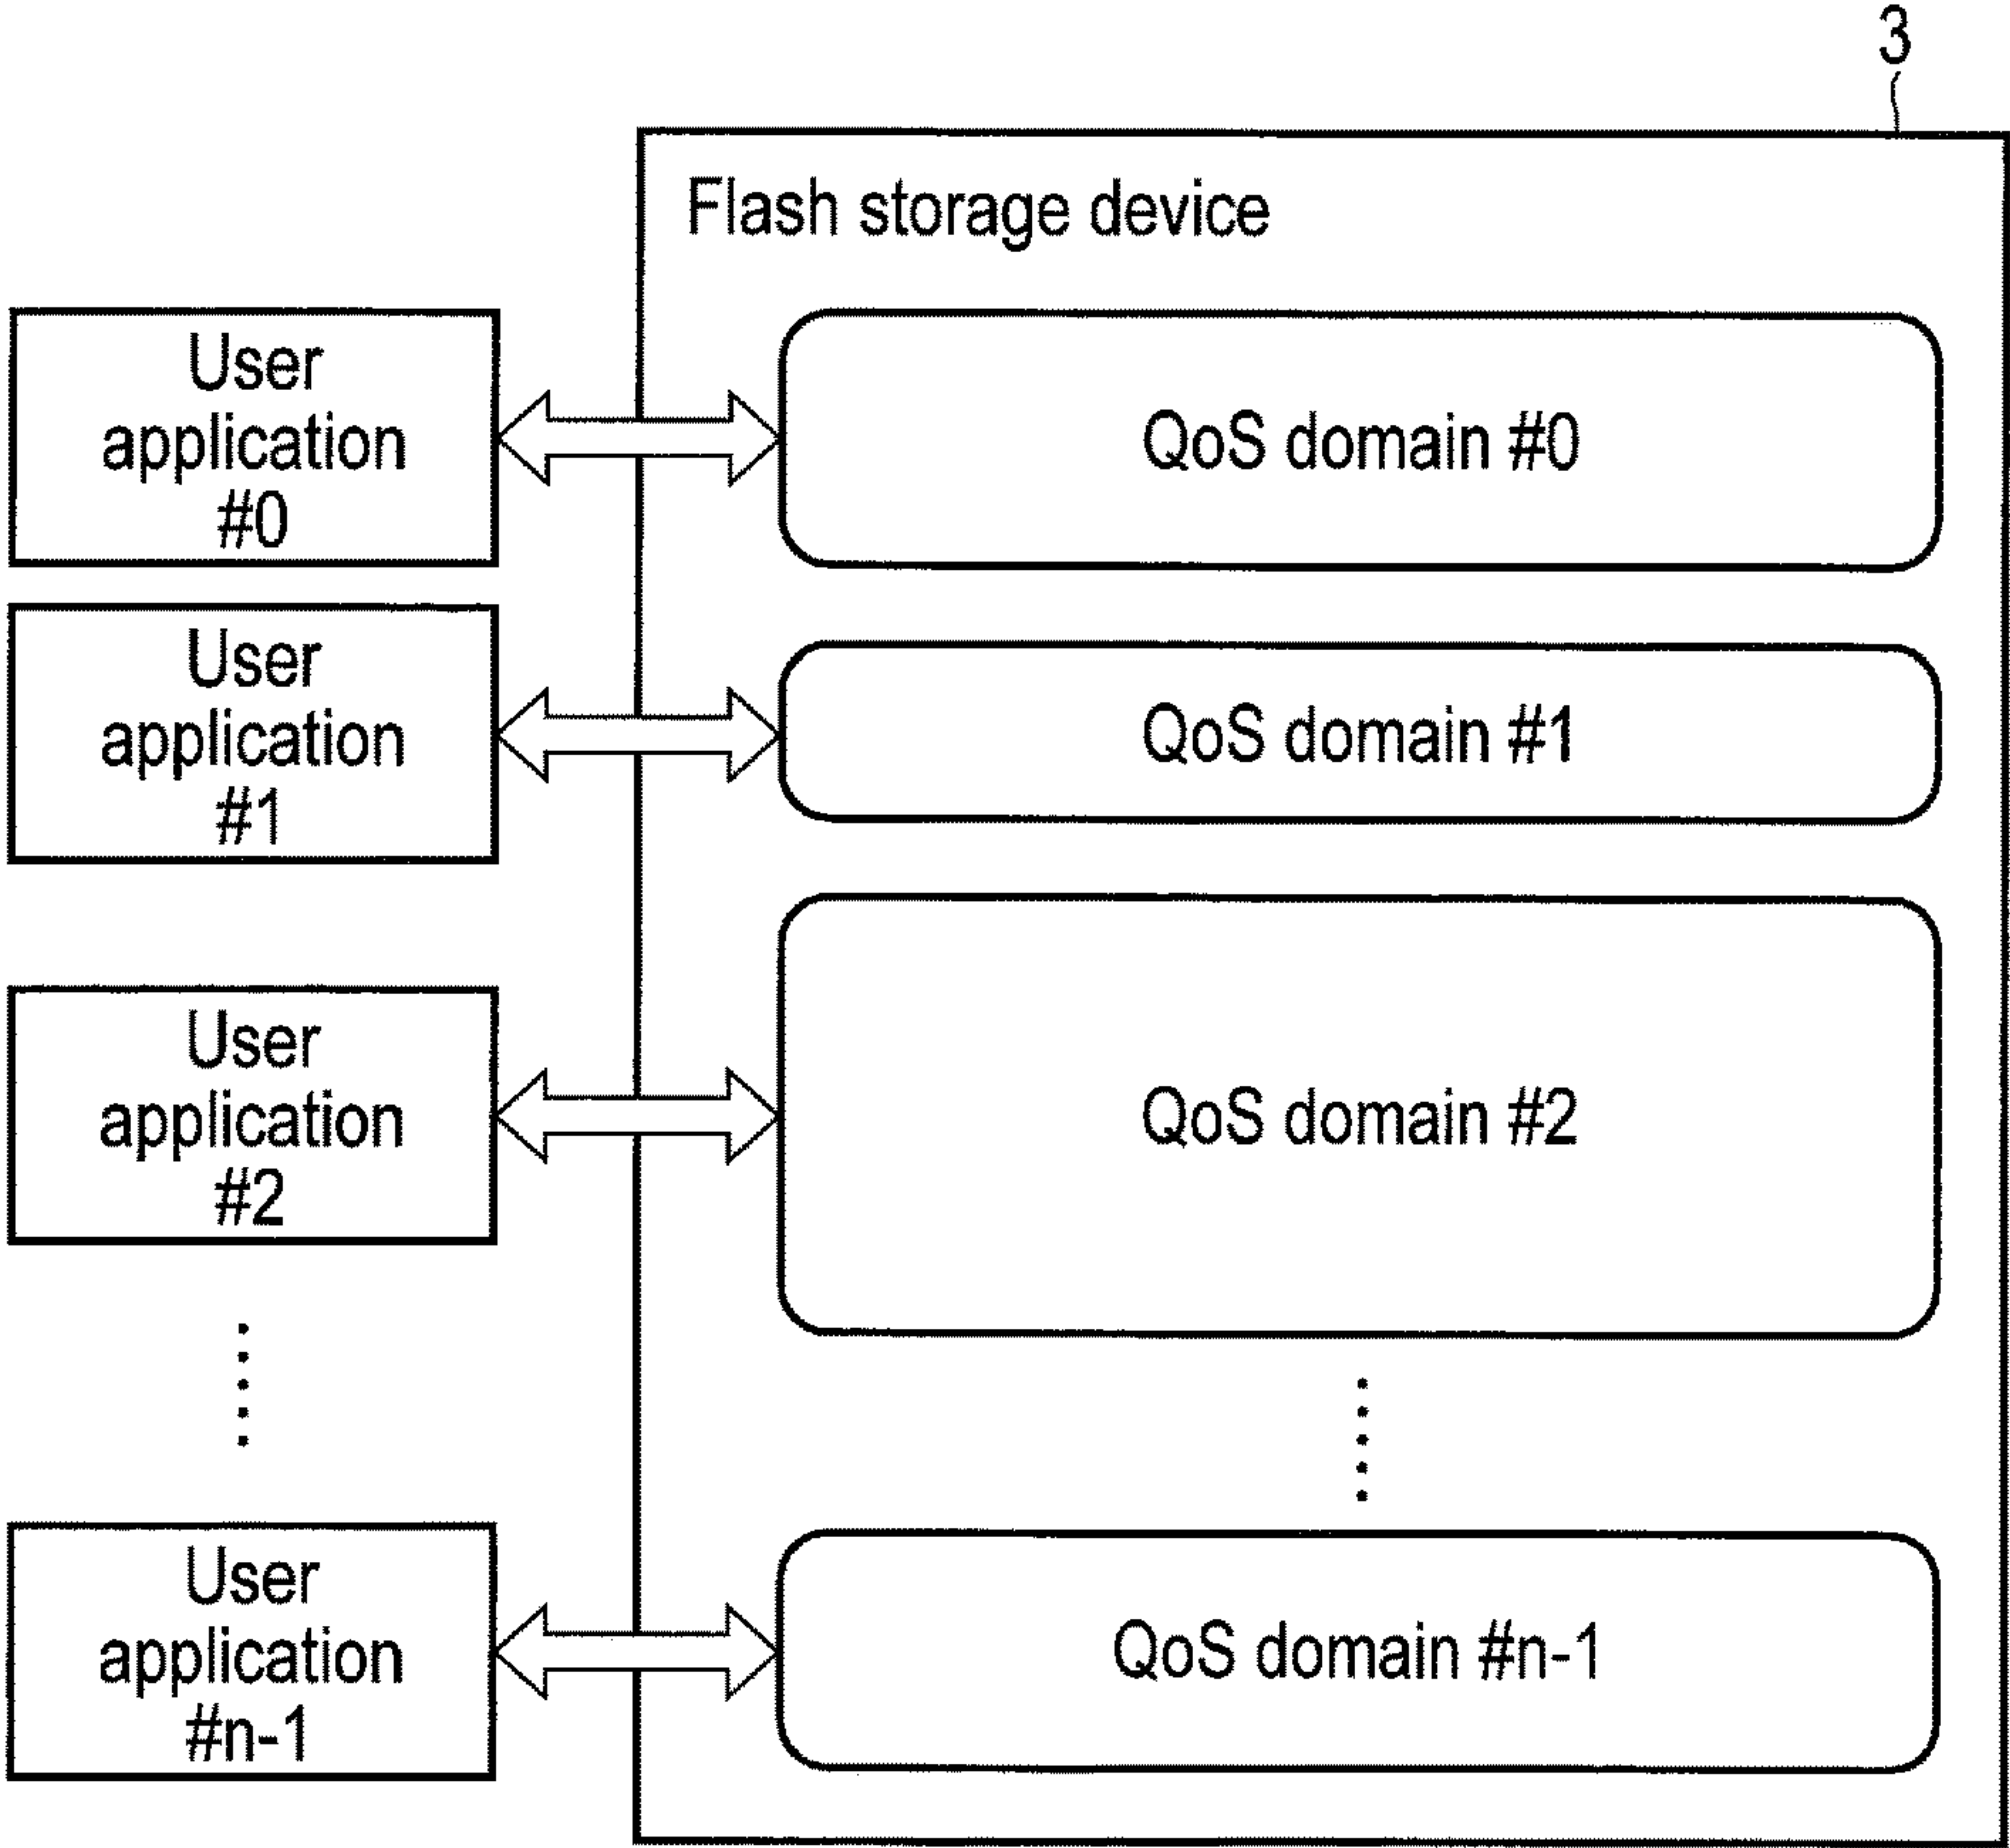 3
Flash storage device
User
application
#0
QoS domain #0
User
application
#1
QoS domain #1
User
application
#2
QoS domain #2
User
application
#n-1
QoS domain #n-1